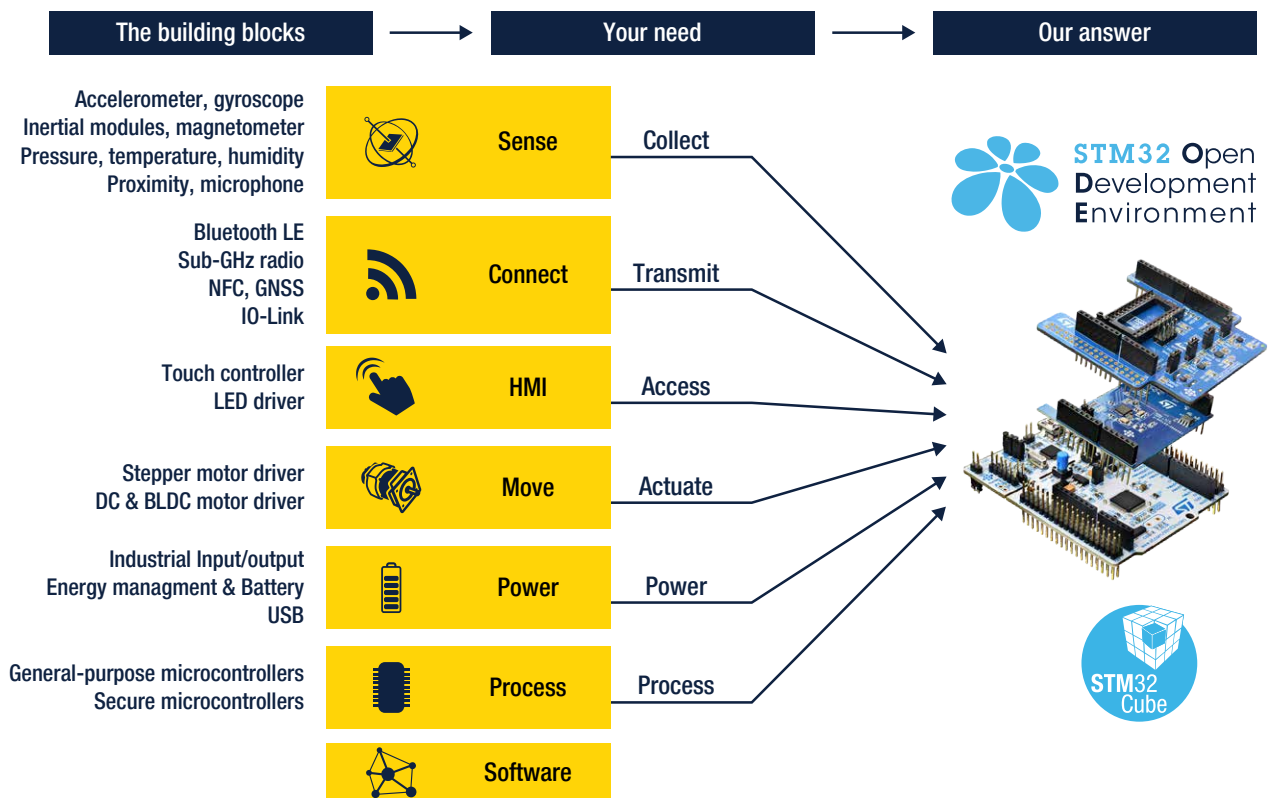 The building blocks
Your need
Our answer
Accelerometer, gyroscope
Inertial modules, magnetometer
Pressure, temperature, humidity
Proximity, microphone
Sense
Collect
STM32 Open
Development
Environment
Bluetooth LE
Sub-GHz radio
NFC, GNSS
IO-Link
Connect
Transmit
Touch controller
LED driver
HMI
Access
Stepper motor driver
DC & BLDC motor driver
Move
Actuate
Industrial Input/output
Energy managment & Battery
USB
Power
Power
General-purpose microcontrollers
Secure microcontrollers
Process
Process
STM32
Cube
Software